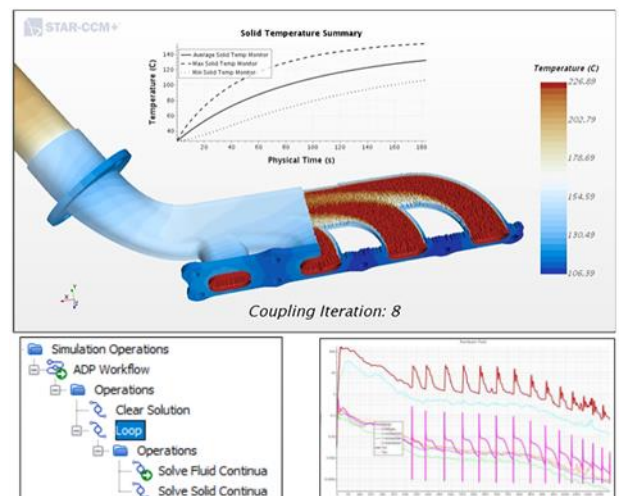 STAR-CCM+
Solid Temperature Summary
Average Solid Temp Monitor
Max Solid Temp Monitor
Min Solid Temp Monitor
Temperature (C)
140
120
100
80
60
40
20 40 60 80 100 120 140 160 180
Physical Time (s)
Temperature (C)
226.89
202.79
178.69
154.59
130.49
106.39
Coupling Iteration: 8
Simulation Operations
ADP Workflow
Operations
Clear Solution
Loop
Operations
Solve Fluid Continua
Solve Solid Continua